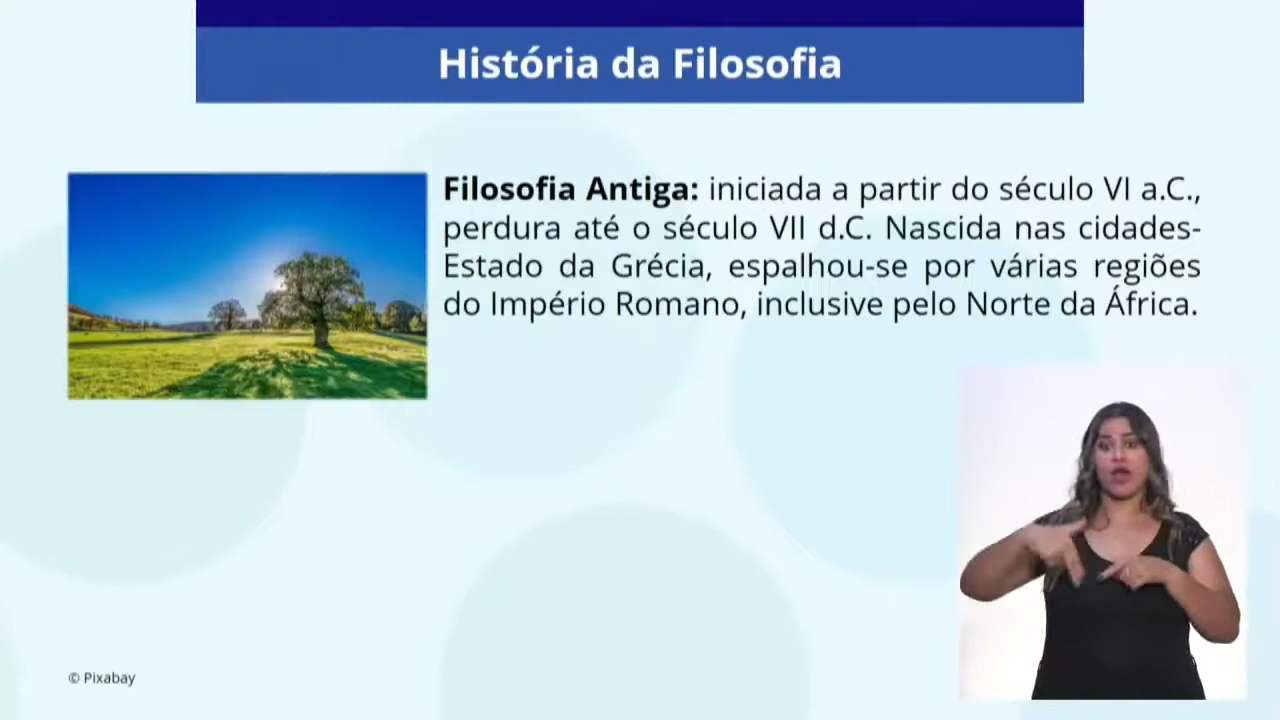 História da Filosofia
Filosofia Antiga: iniciada a partir do século VI a.C.,
perdura até o século VII d.C. Nascida nas cidades-
Estado da Grécia, espalhou-se por várias regiões
do Império Romano, inclusive pelo Norte da África.
© Pixabay